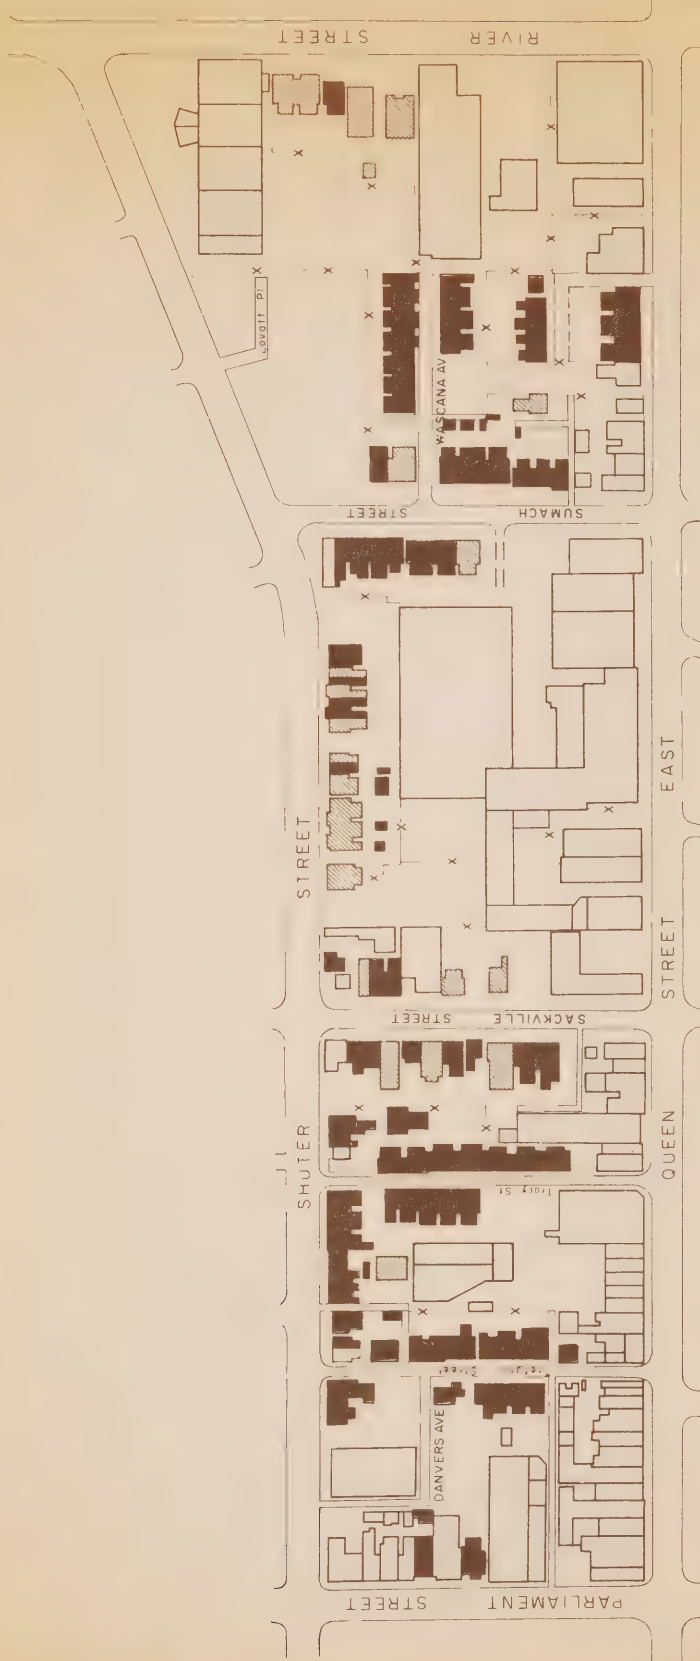 RIVER STREET
Lovatt Pl
WASCANA AV
SUMACH STREET
EAST
STREET
STREET
SACKVILLE STREET
SHUTER
QUEEN
Tracy St
DANVERS AVE
PARLIAMENT STREET